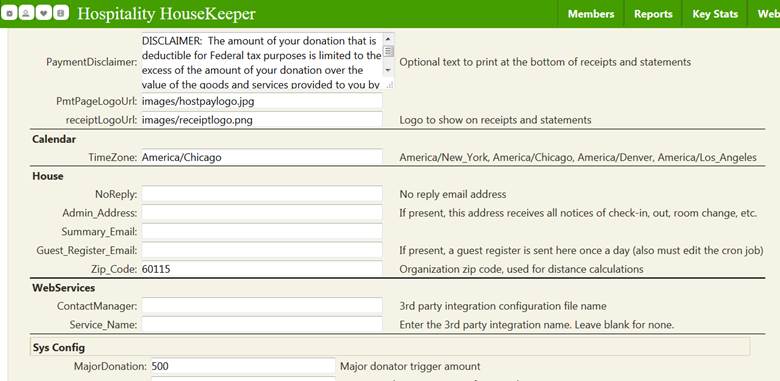 Hospitality HouseKeeper Members Reports Key Stats Web
DISCLAIMER: The amount of your donation that is
deductible for Federal tax purposes is limited to the
PaymentDisclaimer: excess of the amount of your donation over the Optional text to print at the bottom of receipts and statements
value of the goods and services provided to you by
PmtPageLogoUrl: images/hostpaylogo.jpg
receiptLogoUrl: images/receiptlogo.png Logo to show on receipts and statements
Calendar
TimeZone: America/Chicago America/New_York, America/Chicago, America/Denver, America/Los_Angeles
House
NoReply: No reply email address
Admin_Address: If present, this address receives all notices of check-in, out, room change, etc.
Summary_Email:
Guest_Register_Email: If present, a guest register is sent here once a day (also must edit the cron job)
Zip_Code: 60115 Organization zip code, used for distance calculations
WebServices
ContactManager: 3rd party integration configuration file name
Service_Name: Enter the 3rd party integration name. Leave blank for none.
Sys Config
MajorDonation: 500 Major donator trigger amount